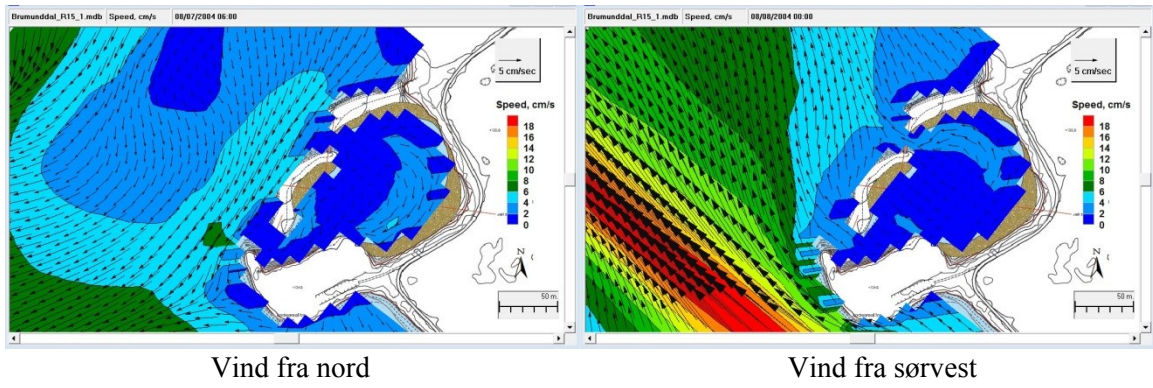 Brumunddal_R15_1.mdb Speed, cm/s 08/07/2004 06:00
5 cm/sec
Speed, cm/s
18
16
14
12
10
8
6
4
2
0
N
50 m
Vind fra nord
Brumunddal_R15_1.mdb Speed, cm/s 08/08/2004 00:00
5 cm/sec
Speed, cm/s
18
16
14
12
10
8
6
4
2
0
N
50 m.
Vind fra sørvest